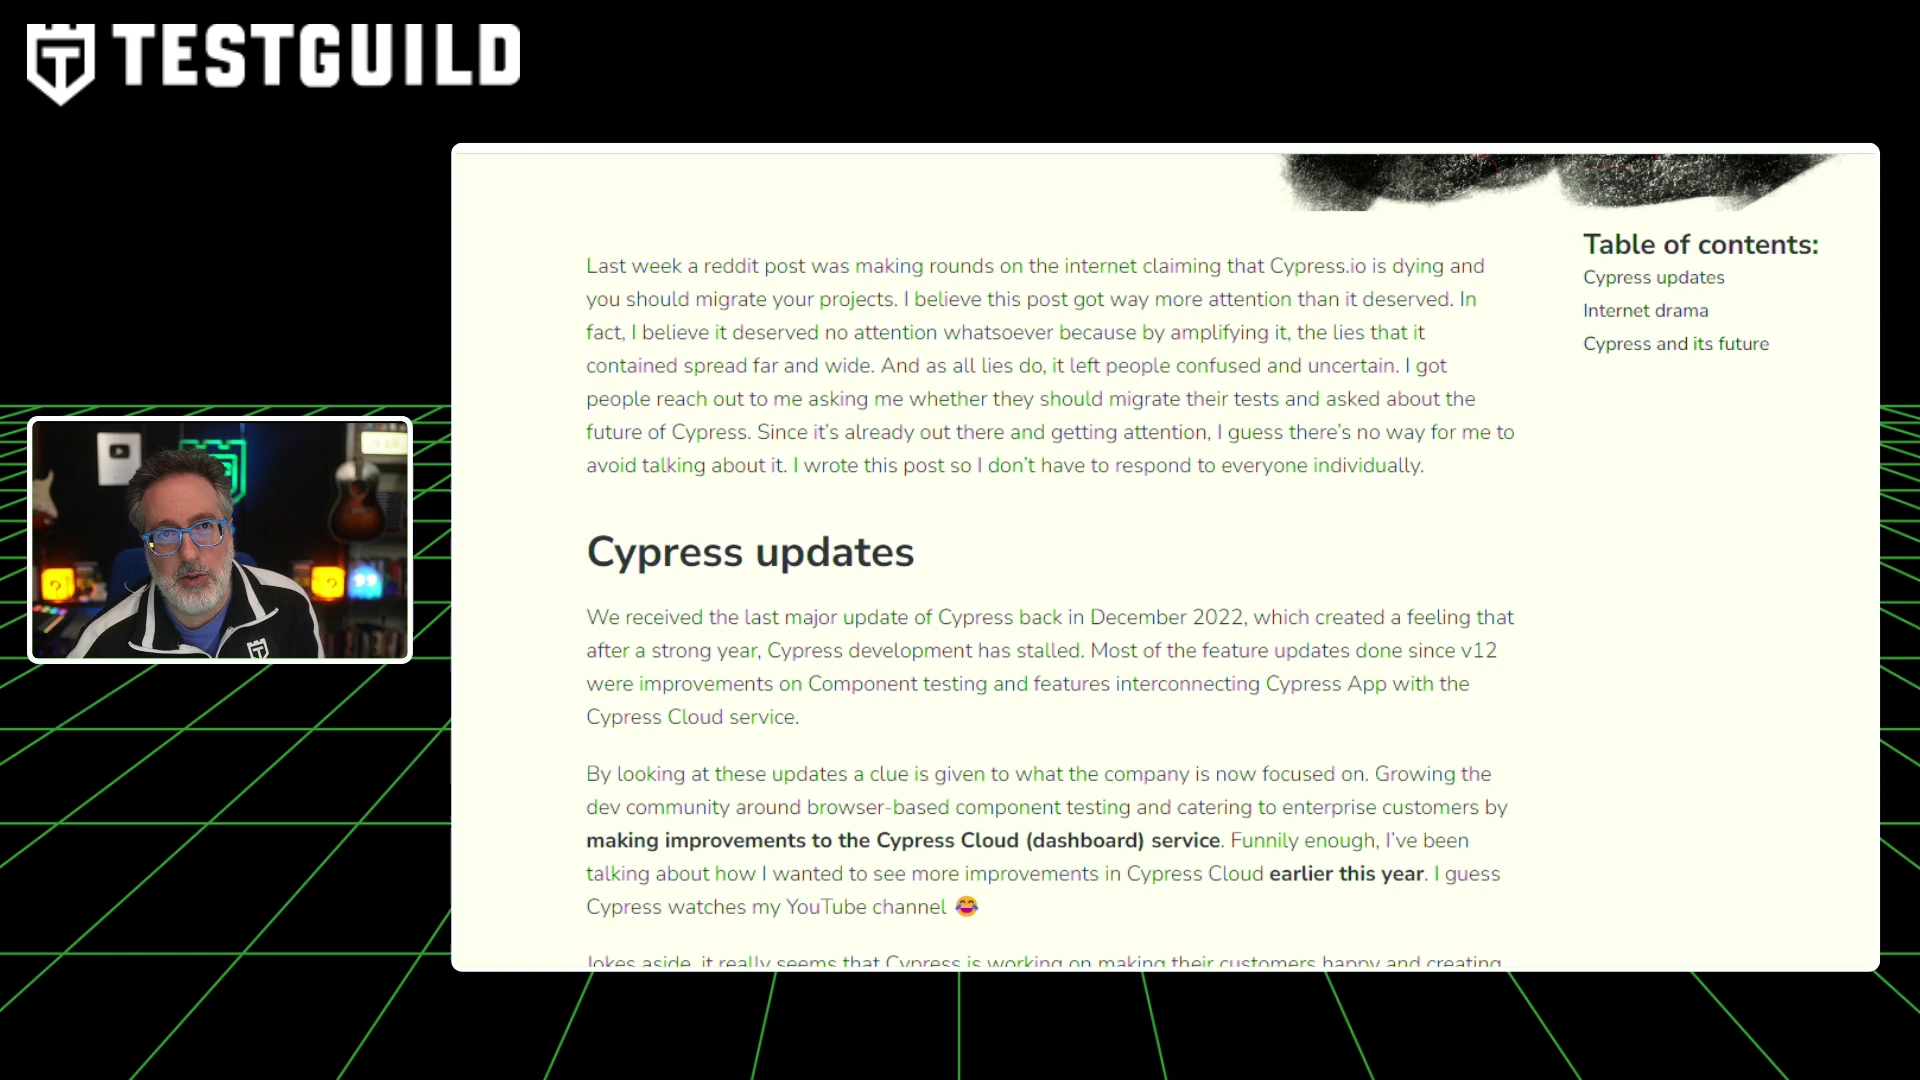 TESTGUILD
Last week a reddit post was making rounds on the internet claiming that Cypress.io is dying and
you should migrate your projects. I believe this post got way more attention than it deserved. In
fact, I believe it deserved no attention whatsoever because by amplifying it, the lies that it
contained spread far and wide. And as all lies do, it left people confused and uncertain. I got
people reach out to me asking me whether they should migrate their tests and asked about the
future of Cypress. Since it’s already out there and getting attention, I guess there’s no way for me to
avoid talking about it. I wrote this post so I don’t have to respond to everyone individually.
Table of contents:
Cypress updates
Internet drama
Cypress and its future
Cypress updates
We received the last major update of Cypress back in December 2022, which created a feeling that
after a strong year, Cypress development has stalled. Most of the feature updates done since v12
were improvements on Component testing and features interconnecting Cypress App with the
Cypress Cloud service.
By looking at these updates a clue is given to what the company is now focused on. Growing the
dev community around browser-based component testing and catering to enterprise customers by
making improvements to the Cypress Cloud (dashboard) service. Funnily enough, I’ve been
talking about how I wanted to see more improvements in Cypress Cloud earlier this year. I guess
Cypress watches my YouTube channel 😂
Jokes aside, it really seems that Cypress is working on making their customers happy and creating